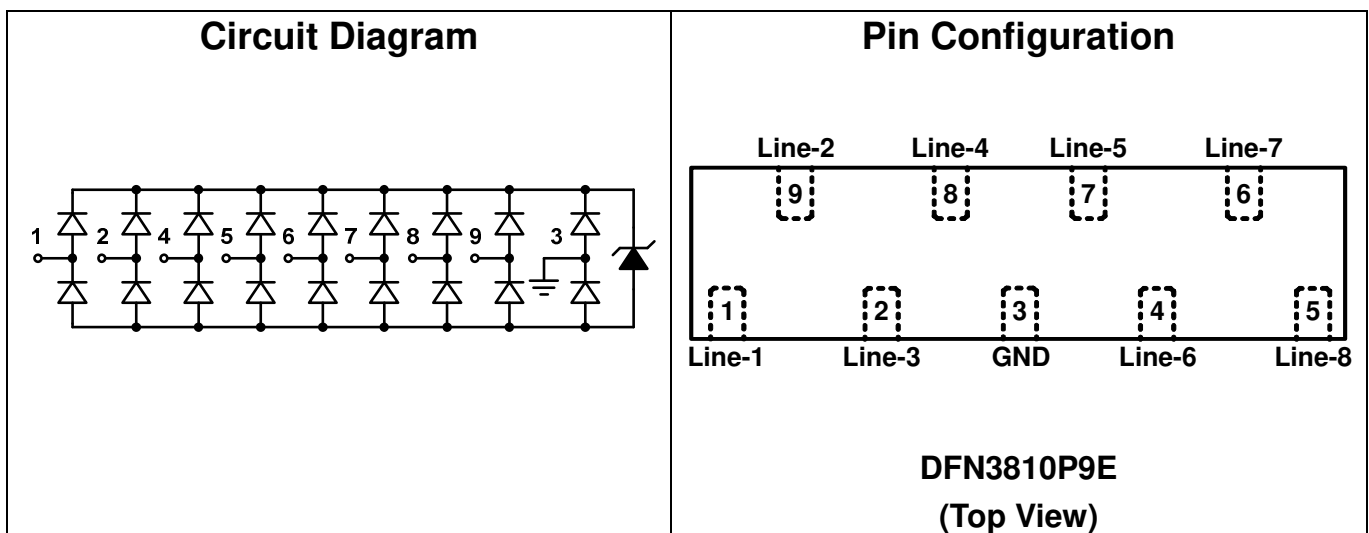 Circuit Diagram
1 2 4 5 6 7 8 9 3
Pin Configuration
Line-2 Line-4 Line-5 Line-7
9 8 7 6
1 2 3 4 5
Line-1 Line-3 GND Line-6 Line-8
DFN3810P9E
(Top View)